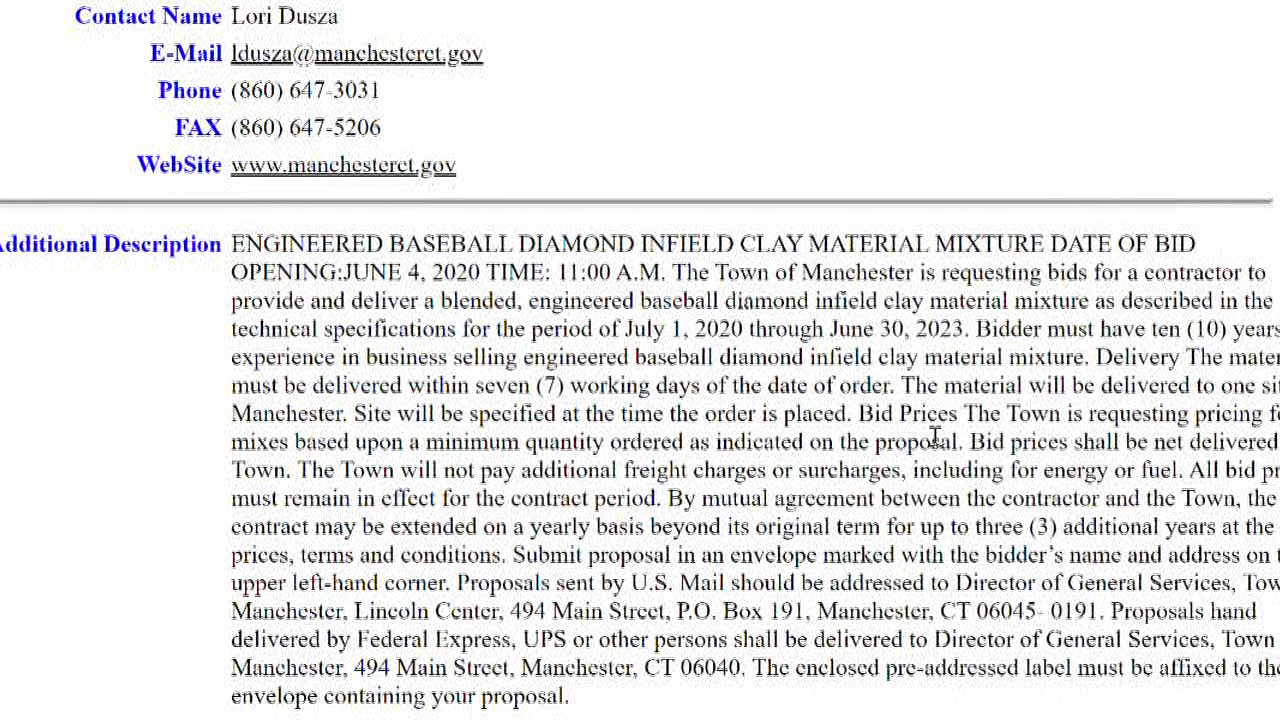 Contact Name Lori Dusza
E-Mail ldusza@manchesterct.gov
Phone (860) 647-3031
FAX (860) 647-5206
WebSite www.manchesterct.gov
Additional Description ENGINEERED BASEBALL DIAMOND INFIELD CLAY MATERIAL MIXTURE DATE OF BID
OPENING:JUNE 4, 2020 TIME: 11:00 A.M. The Town of Manchester is requesting bids for a contractor to
provide and deliver a blended, engineered baseball diamond infield clay material mixture as described in the
technical specifications for the period of July 1, 2020 through June 30, 2023. Bidder must have ten (10) years
experience in business selling engineered baseball diamond infield clay material mixture. Delivery The mater
must be delivered within seven (7) working days of the date of order. The material will be delivered to one sit
Manchester. Site will be specified at the time the order is placed. Bid Prices The Town is requesting pricing fo
mixes based upon a minimum quantity ordered as indicated on the proposal. Bid prices shall be net delivered
Town. The Town will not pay additional freight charges or surcharges, including for energy or fuel. All bid pr
must remain in effect for the contract period. By mutual agreement between the contractor and the Town, the
contract may be extended on a yearly basis beyond its original term for up to three (3) additional years at the
prices, terms and conditions. Submit proposal in an envelope marked with the bidder's name and address on t
upper left-hand corner. Proposals sent by U.S. Mail should be addressed to Director of General Services, Tow
Manchester, Lincoln Center, 494 Main Street, P.O. Box 191, Manchester, CT 06045- 0191. Proposals hand
delivered by Federal Express, UPS or other persons shall be delivered to Director of General Services, Town
Manchester, 494 Main Street, Manchester, CT 06040. The enclosed pre-addressed label must be affixed to the
envelope containing your proposal.